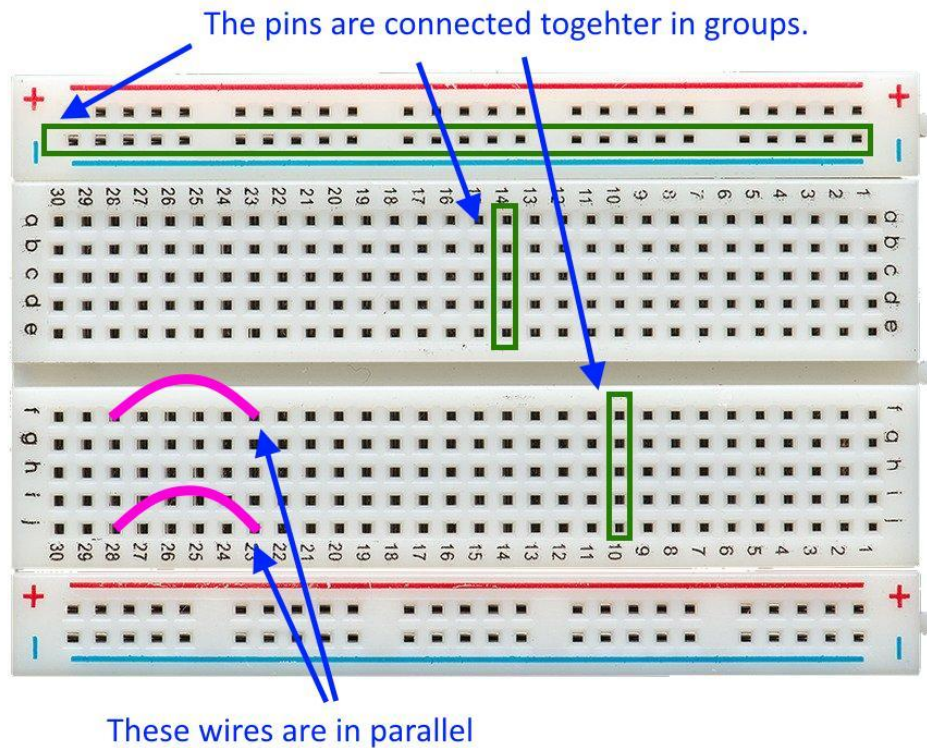 The pins are connected togehter in groups.
+ +
30 29 28 27 26 25 24 23 22 21 20 19 18 17 16 15 14 13 12 11 10 9 8 7 6 5 4 3 2 1
a a
b b
c c
d d
e e
f f
g g
h h
i i
j j
30 29 28 27 26 25 24 23 22 21 20 19 18 17 16 15 14 13 12 11 10 9 8 7 6 5 4 3 2 1
+ +
These wires are in parallel